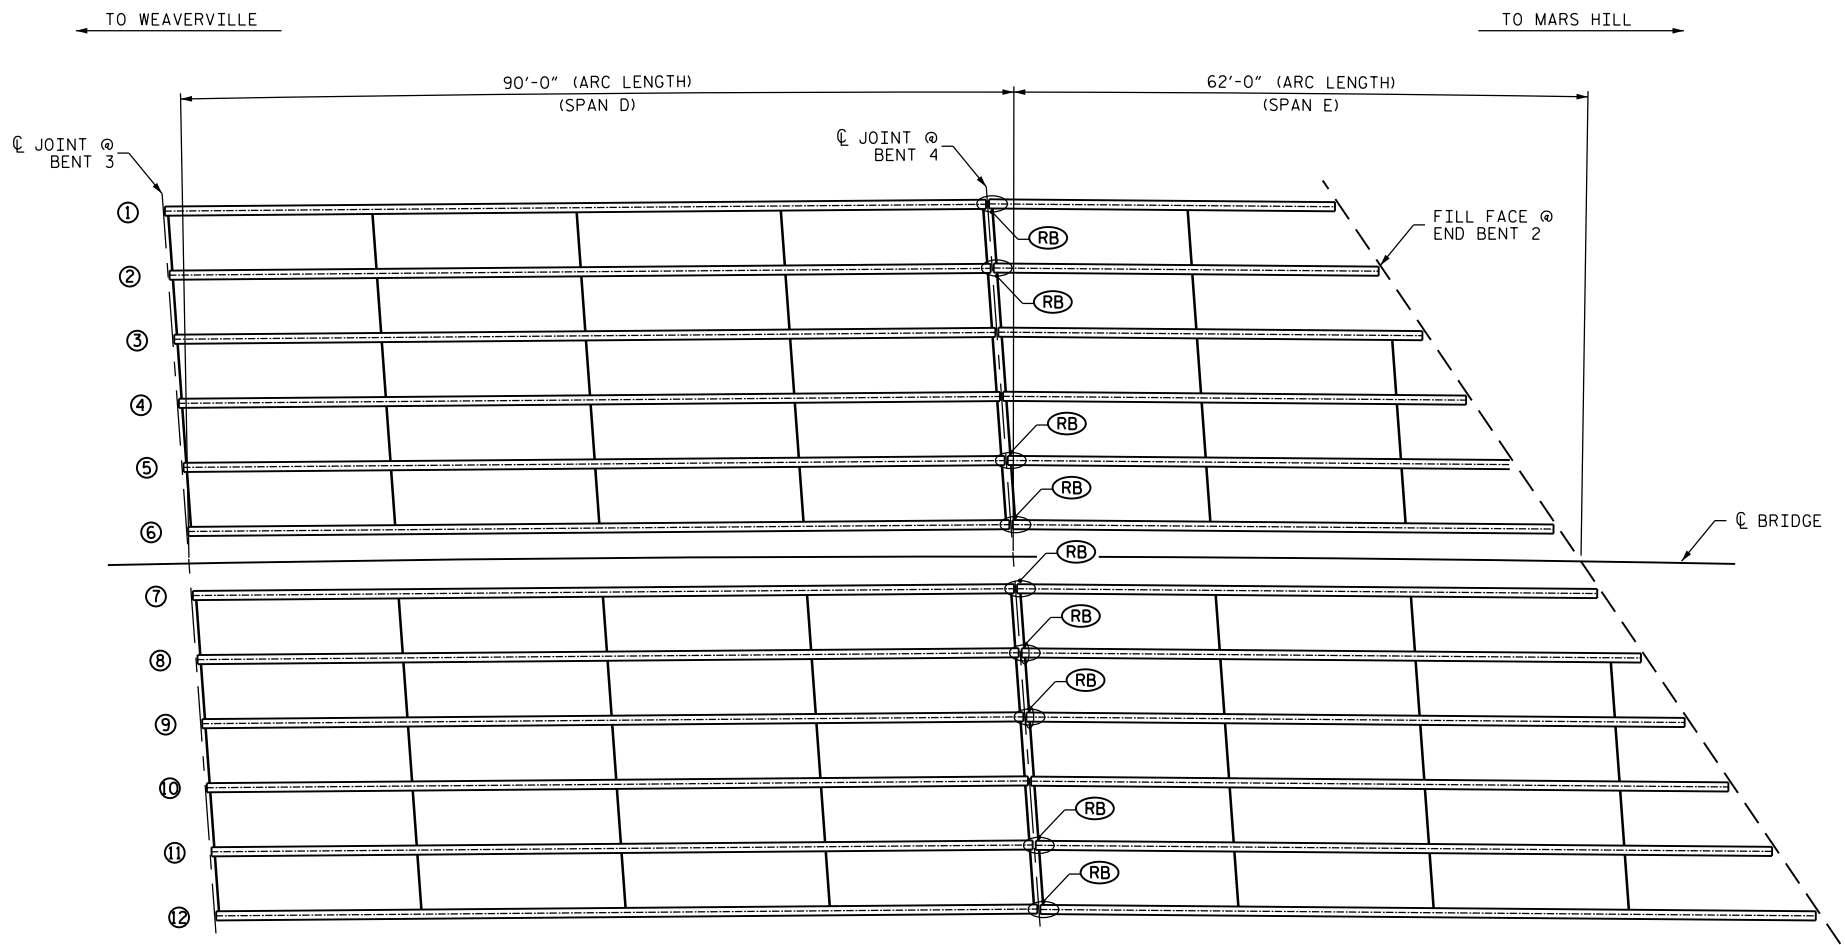 TO WEAVERVILLE
TO MARS HILL
90'-0" (ARC LENGTH)
(SPAN D)
62'-0" (ARC LENGTH)
(SPAN E)
℄ JOINT @
BENT 3
℄ JOINT @
BENT 4
FILL FACE @
END BENT 2
1
RB
2
RB
3
4
RB
5
RB
6
℄ BRIDGE
RB
7
RB
8
RB
9
10
RB
11
RB
12